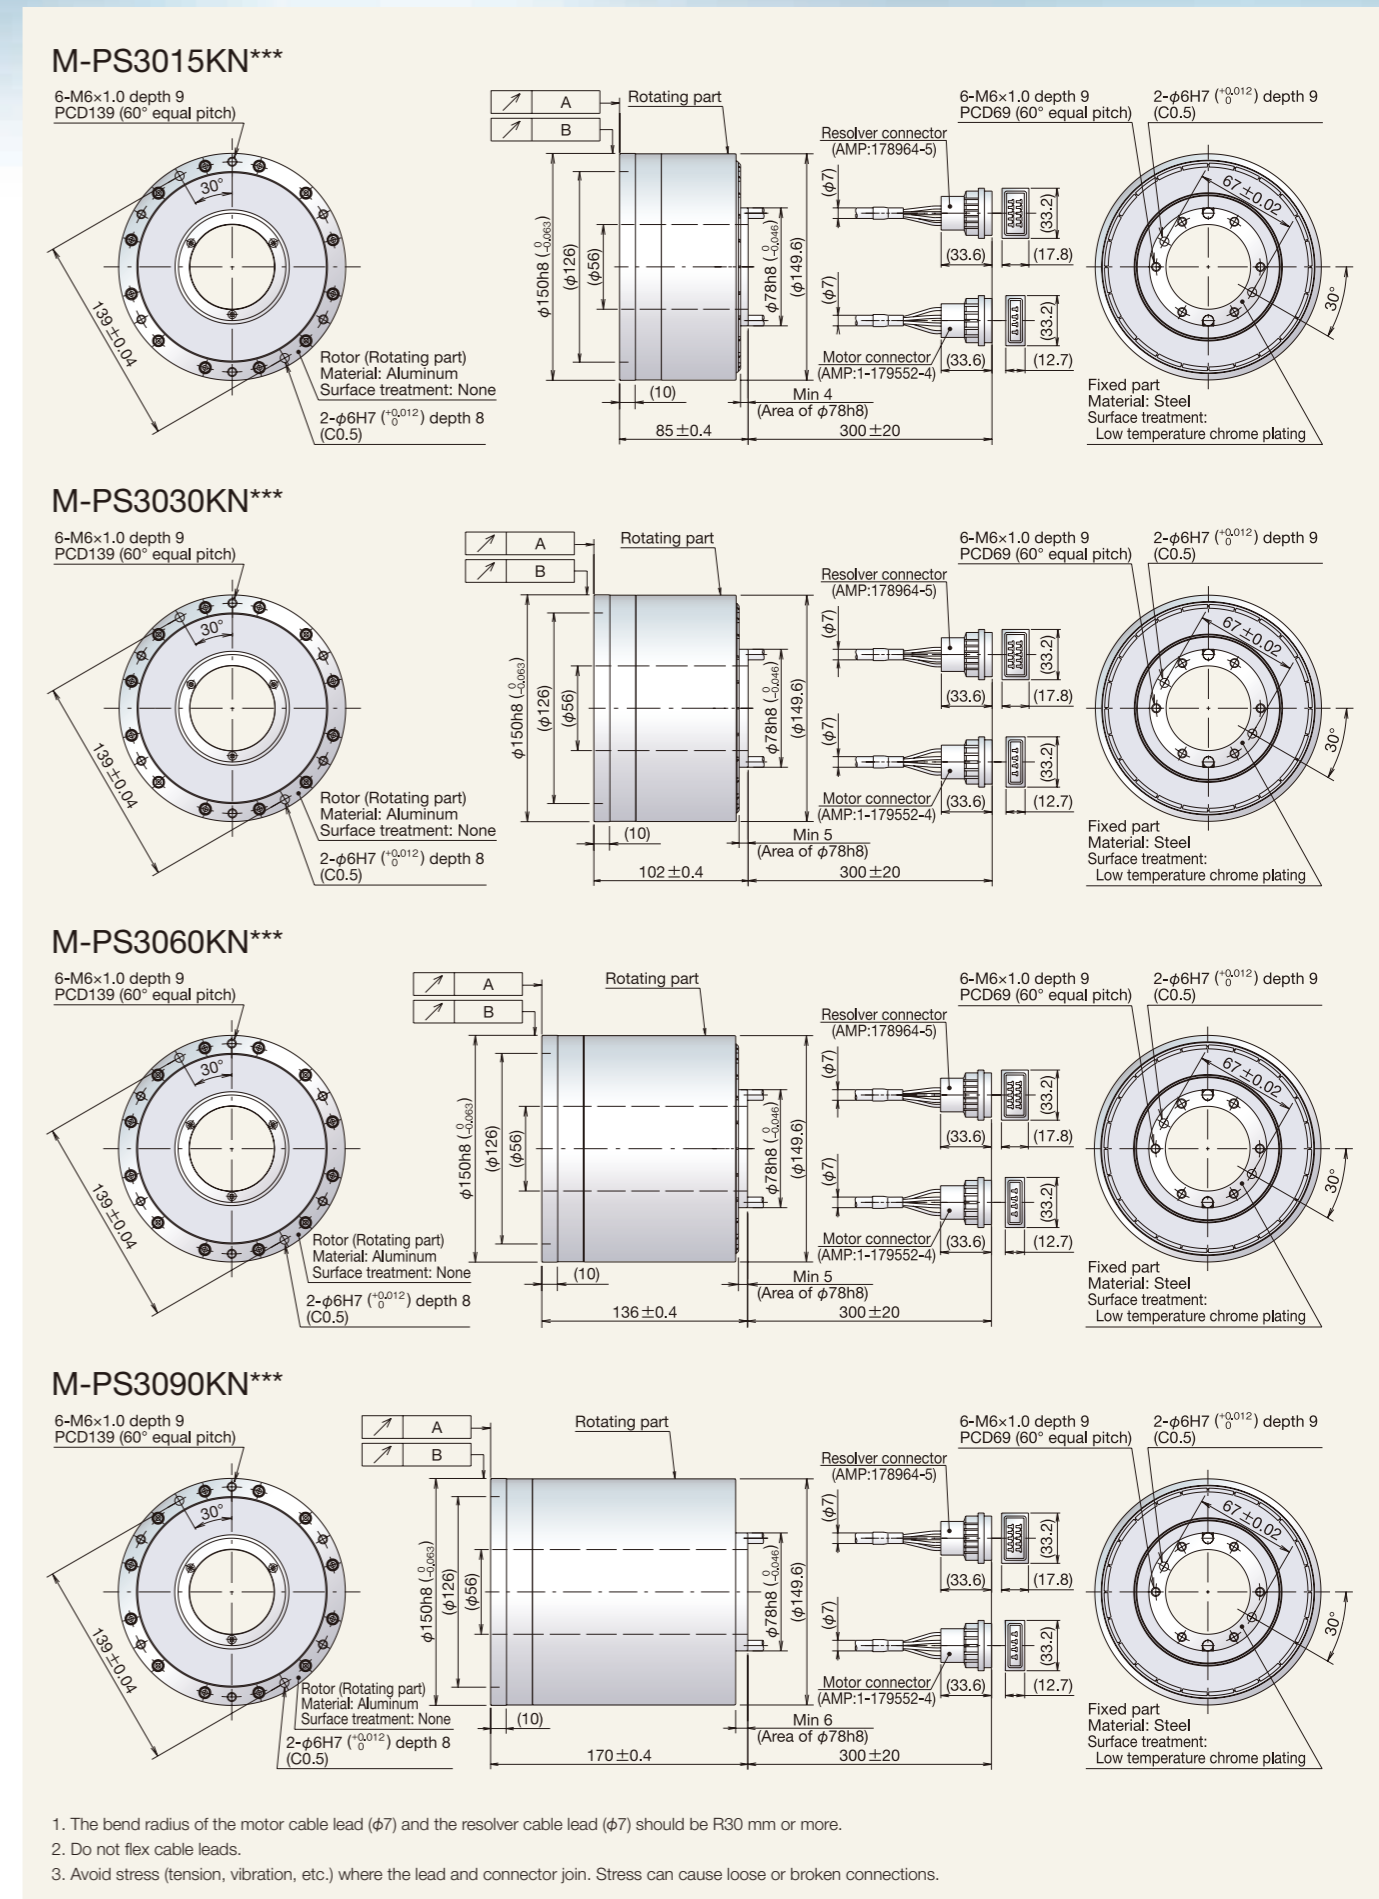 M-PS3015KN***
6-M6×1.0 depth 9
PCD139 (60° equal pitch)
30°
139±0.04
Rotor (Rotating part)
Material: Aluminum
Surface treatment: None
2-φ6H7 (+0.012 0) depth 8
(C0.5)
A
B
Rotating part
φ150h8 (0 -0.063)
(φ126)
(φ56)
φ78h8 (0 -0.046)
(φ149.6)
(10)
Min 4
(Area of φ78h8)
85±0.4
300±20
Resolver connector
(AMP:178964-5)
(φ7)
(33.6)
(33.2)
(17.8)
(φ7)
Motor connector
(AMP:1-179552-4)
(33.6)
(33.2)
(12.7)
6-M6×1.0 depth 9
PCD69 (60° equal pitch)
2-φ6H7 (+0.012 0) depth 9
(C0.5)
67±0.02
30°
Fixed part
Material: Steel
Surface treatment:
Low temperature chrome plating
M-PS3030KN***
6-M6×1.0 depth 9
PCD139 (60° equal pitch)
30°
139±0.04
Rotor (Rotating part)
Material: Aluminum
Surface treatment: None
2-φ6H7 (+0.012 0) depth 8
(C0.5)
A
B
Rotating part
φ150h8 (0 -0.063)
(φ126)
(φ56)
φ78h8 (0 -0.046)
(φ149.6)
(10)
Min 5
(Area of φ78h8)
102±0.4
300±20
Resolver connector
(AMP:178964-5)
(φ7)
(33.6)
(33.2)
(17.8)
(φ7)
Motor connector
(AMP:1-179552-4)
(33.6)
(33.2)
(12.7)
6-M6×1.0 depth 9
PCD69 (60° equal pitch)
2-φ6H7 (+0.012 0) depth 9
(C0.5)
67±0.02
30°
Fixed part
Material: Steel
Surface treatment:
Low temperature chrome plating
M-PS3060KN***
6-M6×1.0 depth 9
PCD139 (60° equal pitch)
30°
139±0.04
Rotor (Rotating part)
Material: Aluminum
Surface treatment: None
2-φ6H7 (+0.012 0) depth 8
(C0.5)
A
B
Rotating part
φ150h8 (0 -0.063)
(φ126)
(φ56)
φ78h8 (0 -0.046)
(φ149.6)
(10)
Min 5
(Area of φ78h8)
136±0.4
300±20
Resolver connector
(AMP:178964-5)
(φ7)
(33.6)
(33.2)
(17.8)
(φ7)
Motor connector
(AMP:1-179552-4)
(33.6)
(33.2)
(12.7)
6-M6×1.0 depth 9
PCD69 (60° equal pitch)
2-φ6H7 (+0.012 0) depth 9
(C0.5)
67±0.02
30°
Fixed part
Material: Steel
Surface treatment:
Low temperature chrome plating
M-PS3090KN***
6-M6×1.0 depth 9
PCD139 (60° equal pitch)
30°
139±0.04
Rotor (Rotating part)
Material: Aluminum
Surface treatment: None
2-φ6H7 (+0.012 0) depth 8
(C0.5)
A
B
Rotating part
φ150h8 (0 -0.063)
(φ126)
(φ56)
φ78h8 (0 -0.046)
(φ149.6)
(10)
Min 6
(Area of φ78h8)
170±0.4
300±20
Resolver connector
(AMP:178964-5)
(φ7)
(33.6)
(33.2)
(17.8)
(φ7)
Motor connector
(AMP:1-179552-4)
(33.6)
(33.2)
(12.7)
6-M6×1.0 depth 9
PCD69 (60° equal pitch)
2-φ6H7 (+0.012 0) depth 9
(C0.5)
67±0.02
30°
Fixed part
Material: Steel
Surface treatment:
Low temperature chrome plating
1. The bend radius of the motor cable lead (φ7) and the resolver cable lead (φ7) should be R30 mm or more.
2. Do not flex cable leads.
3. Avoid stress (tension, vibration, etc.) where the lead and connector join. Stress can cause loose or broken connections.